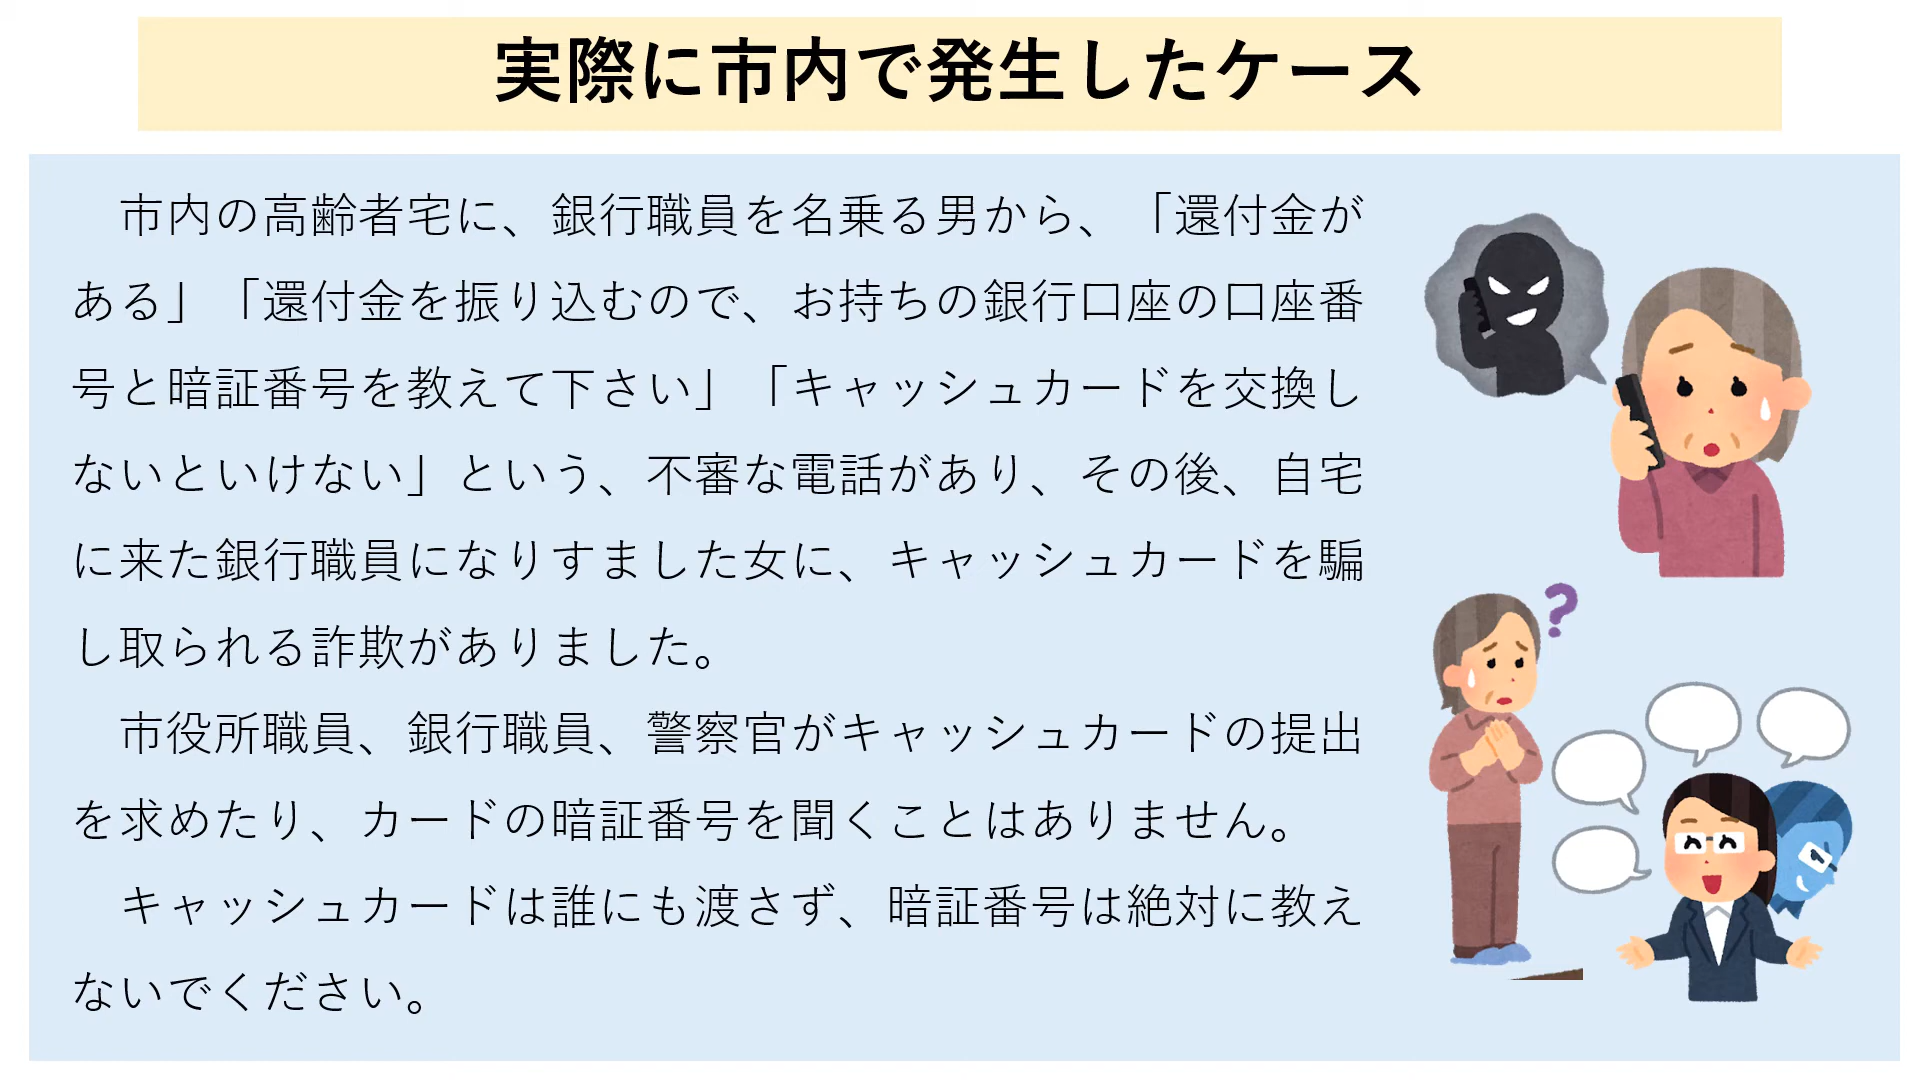 実際に市内で発生したケース
　市内の高齢者宅に、銀行職員を名乗る男から、「還付金が
ある」「還付金を振り込むので、お持ちの銀行口座の口座番
号と暗証番号を教えて下さい」「キャッシュカードを交換し
ないといけない」という、不審な電話があり、その後、自宅
に来た銀行職員になりすました女に、キャッシュカードを騙
し取られる詐欺がありました。
　市役所職員、銀行職員、警察官がキャッシュカードの提出
を求めたり、カードの暗証番号を聞くことはありません。
　キャッシュカードは誰にも渡さず、暗証番号は絶対に教え
ないでください。
?